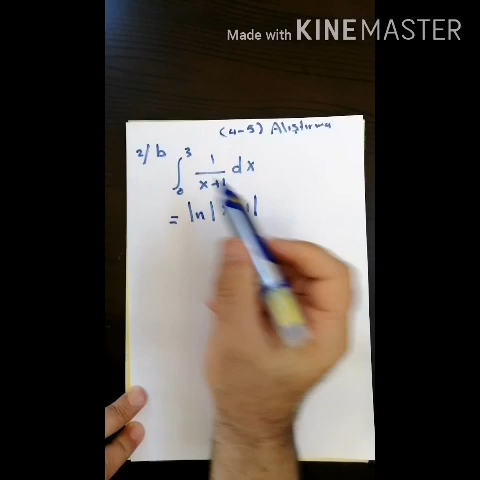 Made with KINEMASTER
(4-5) Alıştırma
2/b ∫₀³ 1/(x+1) dx
= ln|